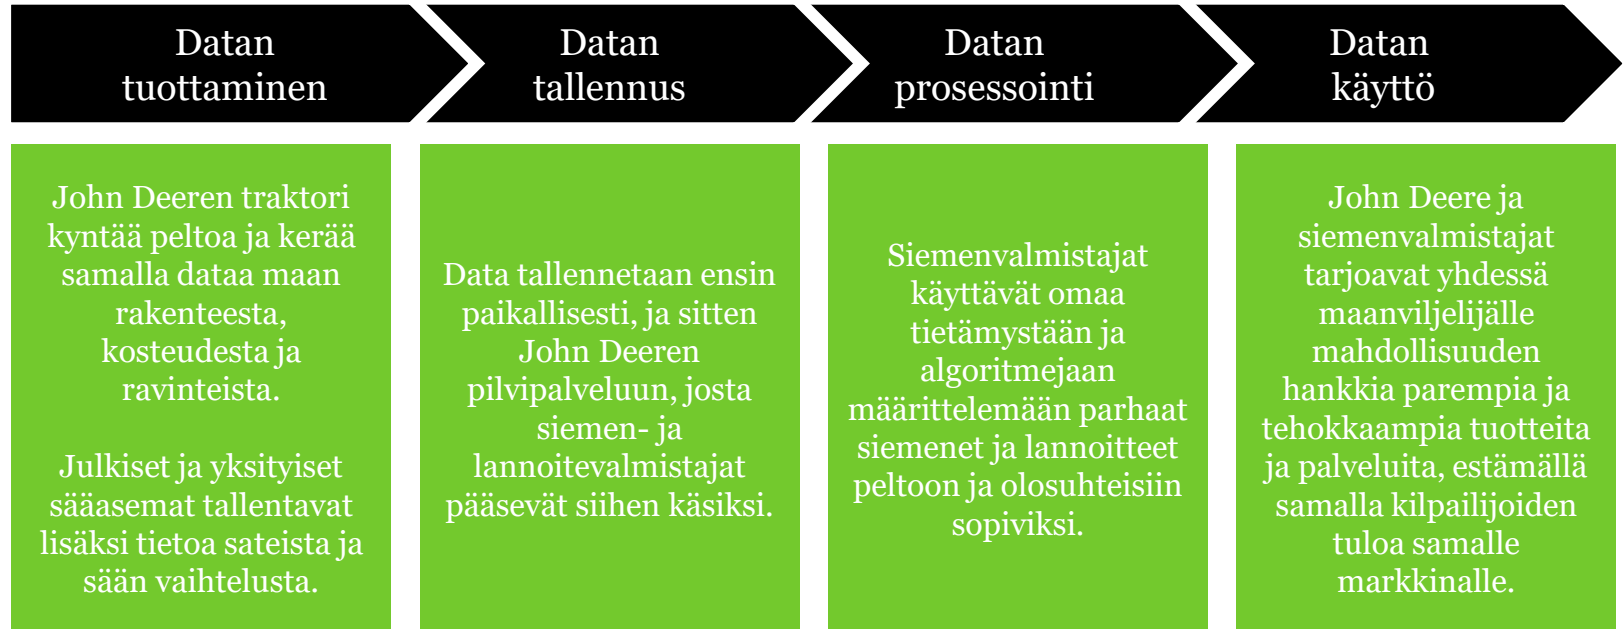 Datan
tuottaminen
Datan
tallennus
Datan
prosessointi
Datan
käyttö
John Deeren traktori
kyntää peltoa ja kerää
samalla dataa maan
rakenteesta,
kosteudesta ja
ravinteista.
Julkiset ja yksityiset
sääasemat tallentavat
lisäksi tietoa sateista ja
sään vaihtelusta.
Data tallennetaan ensin
paikallisesti, ja sitten
John Deeren
pilvipalveluun, josta
siemen- ja
lannoitevalmistajat
pääsevät siihen käsiksi.
Siemenvalmistajat
käyttävät omaa
tietämystään ja
algoritmejaan
määrittelemään parhaat
siemenet ja lannoitteet
peltoon ja olosuhteisiin
sopiviksi.
John Deere ja
siemenvalmistajat
tarjoavat yhdessä
maanviljelijälle
mahdollisuuden
hankkia parempia ja
tehokkaampia tuotteita
ja palveluita, estämällä
samalla kilpailijoiden
tuloa samalle
markkinalle.